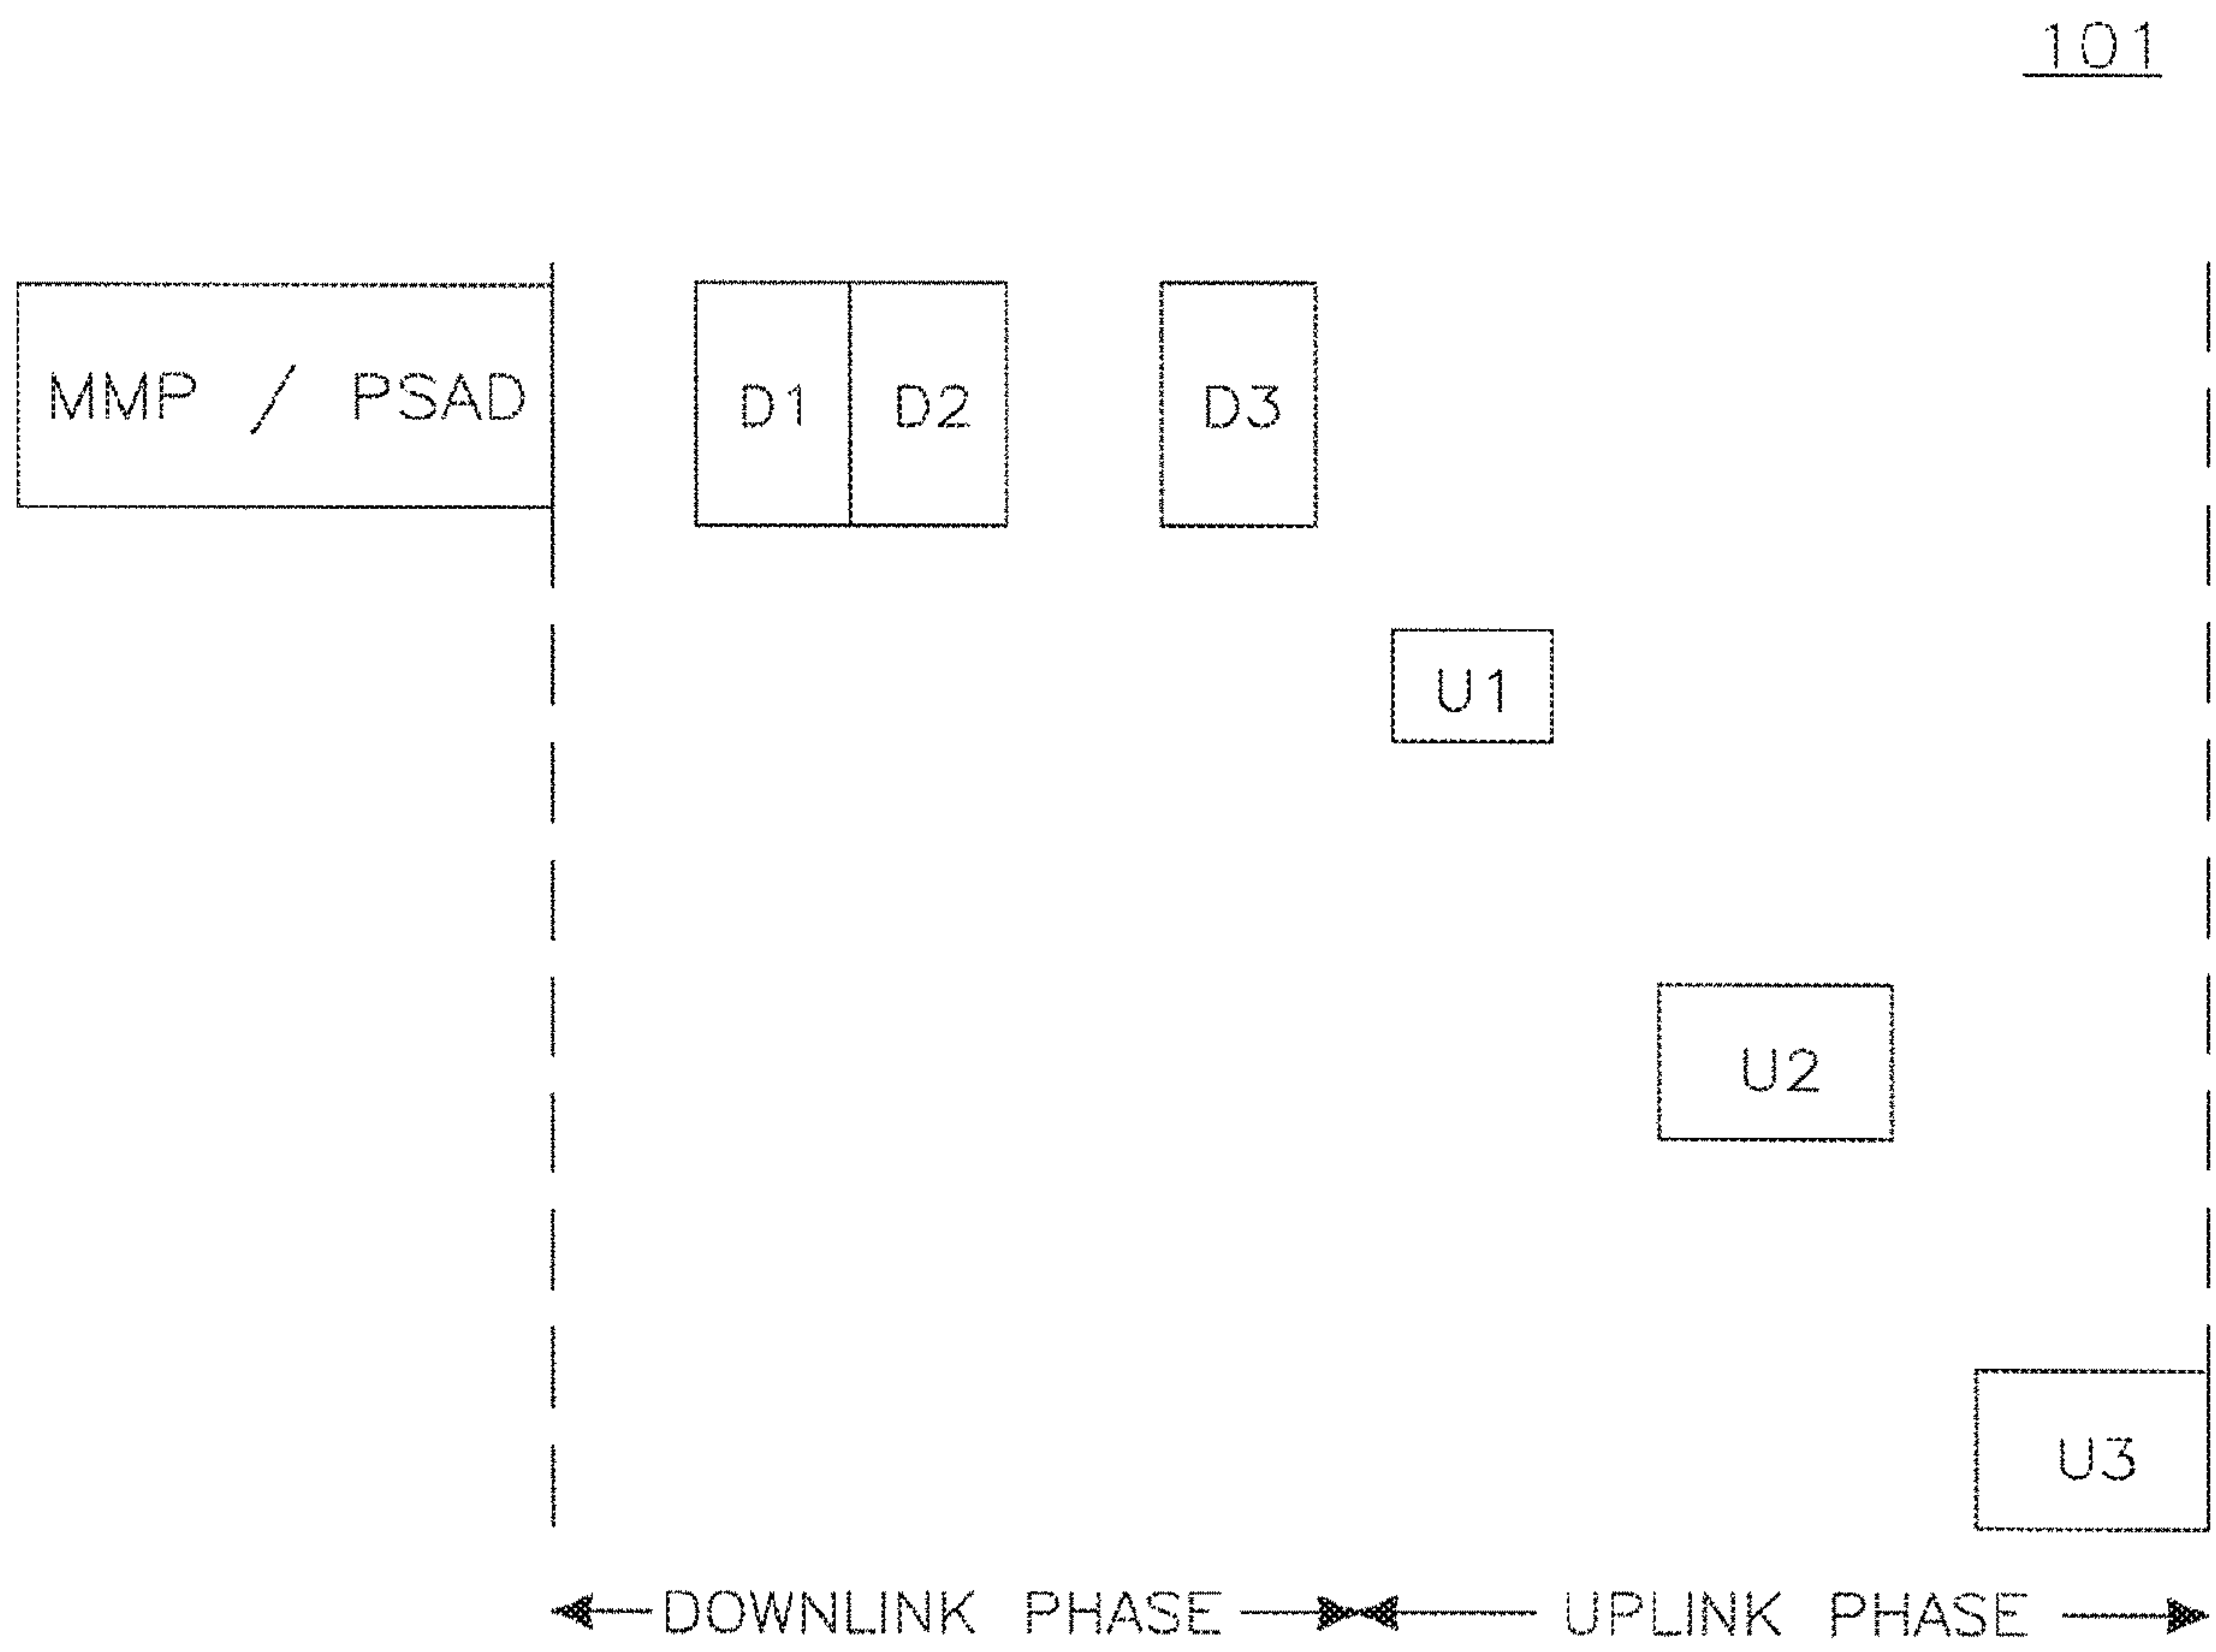 101
MMP / PSAD
D1
D2
D3
U1
U2
U3
DOWNLINK PHASE
UPLINK PHASE